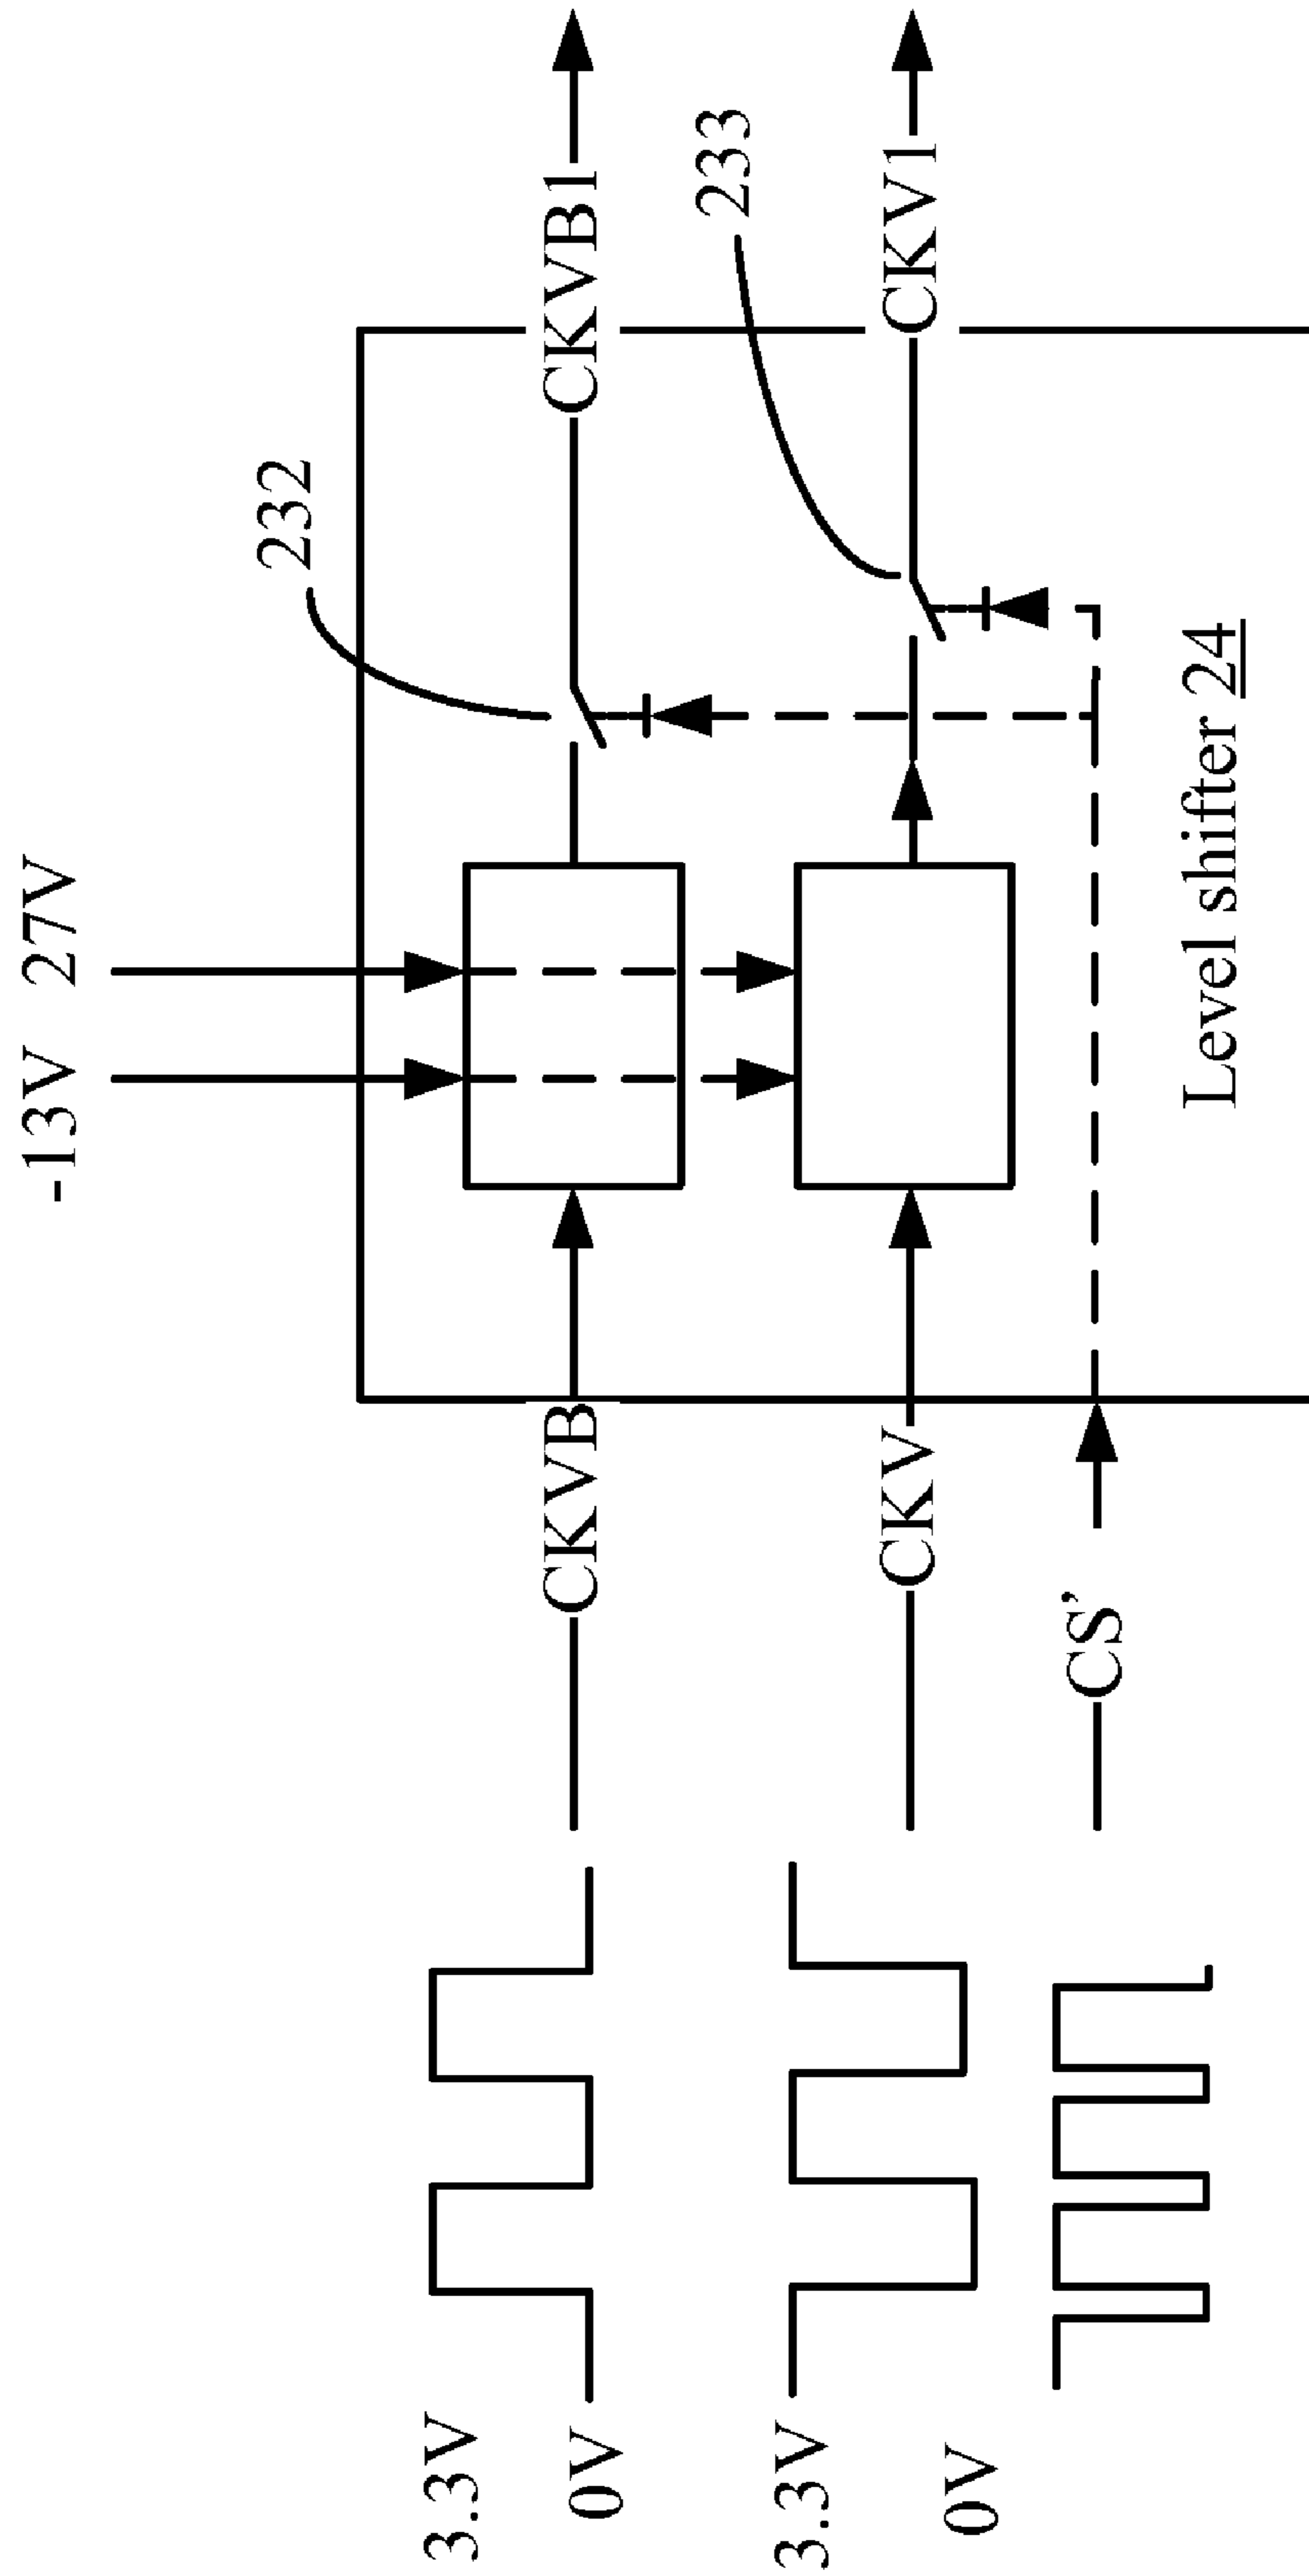 -13V 27V
232
233
3.3V
0V
CKVB
CKVB1
3.3V
0V
CKV
CKV1
CS’
Level shifter 24